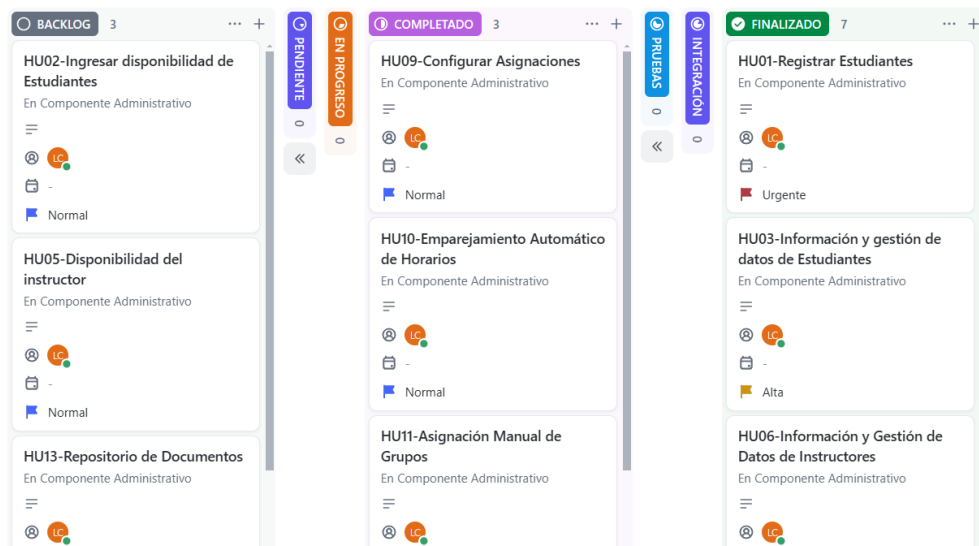 BACKLOG 3
HU02-Ingresar disponibilidad de
Estudiantes
En Componente Administrativo
LC
-
Normal
HU05-Disponibilidad del
instructor
En Componente Administrativo
LC
-
Normal
HU13-Repositorio de Documentos
En Componente Administrativo
LC
PENDIENTE 0
EN PROGRESO 0
COMPLETADO 3
HU09-Configurar Asignaciones
En Componente Administrativo
LC
-
Normal
HU10-Emparejamiento Automático
de Horarios
En Componente Administrativo
LC
-
Normal
HU11-Asignación Manual de
Grupos
En Componente Administrativo
LC
PRUEBAS 0
INTEGRACIÓN 0
FINALIZADO 7
HU01-Registrar Estudiantes
En Componente Administrativo
LC
-
Urgente
HU03-Información y gestión de
datos de Estudiantes
En Componente Administrativo
LC
-
Alta
HU06-Información y Gestión de
Datos de Instructores
En Componente Administrativo
LC